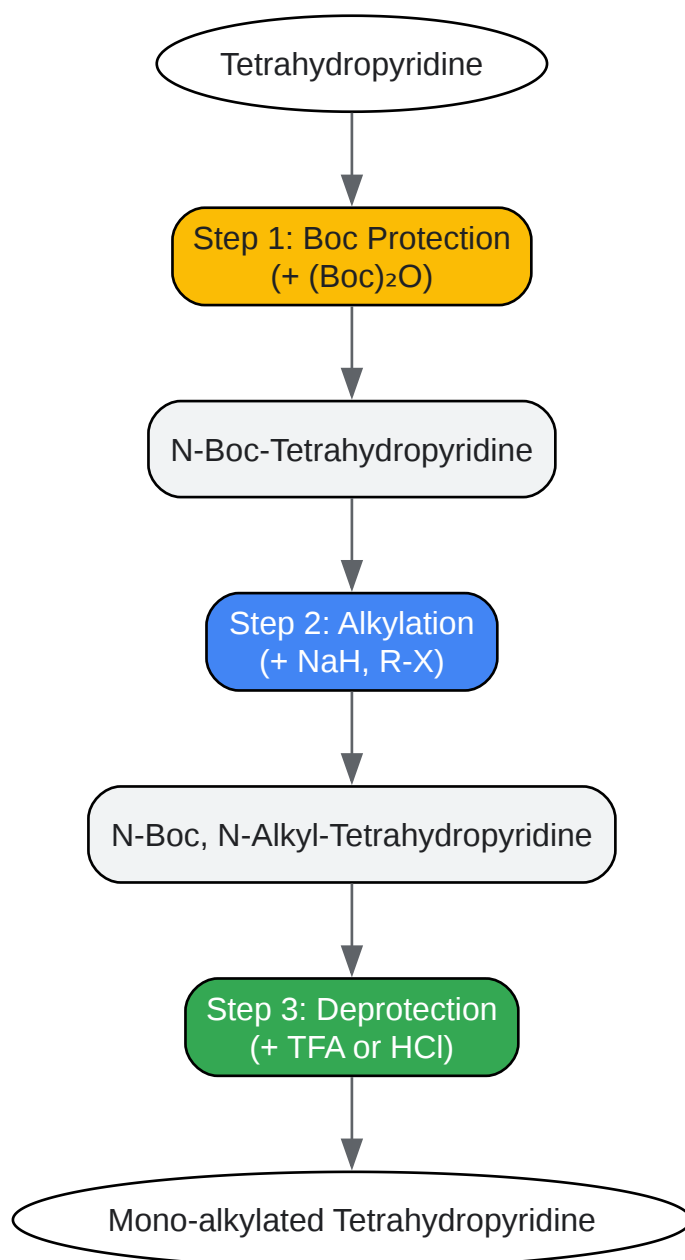 Tetrahydropyridine
Step 1: Boc Protection
(+ (Boc)₂O)
N-Boc-Tetrahydropyridine
Step 2: Alkylation
(+ NaH, R-X)
N-Boc, N-Alkyl-Tetrahydropyridine
Step 3: Deprotection
(+ TFA or HCl)
Mono-alkylated Tetrahydropyridine